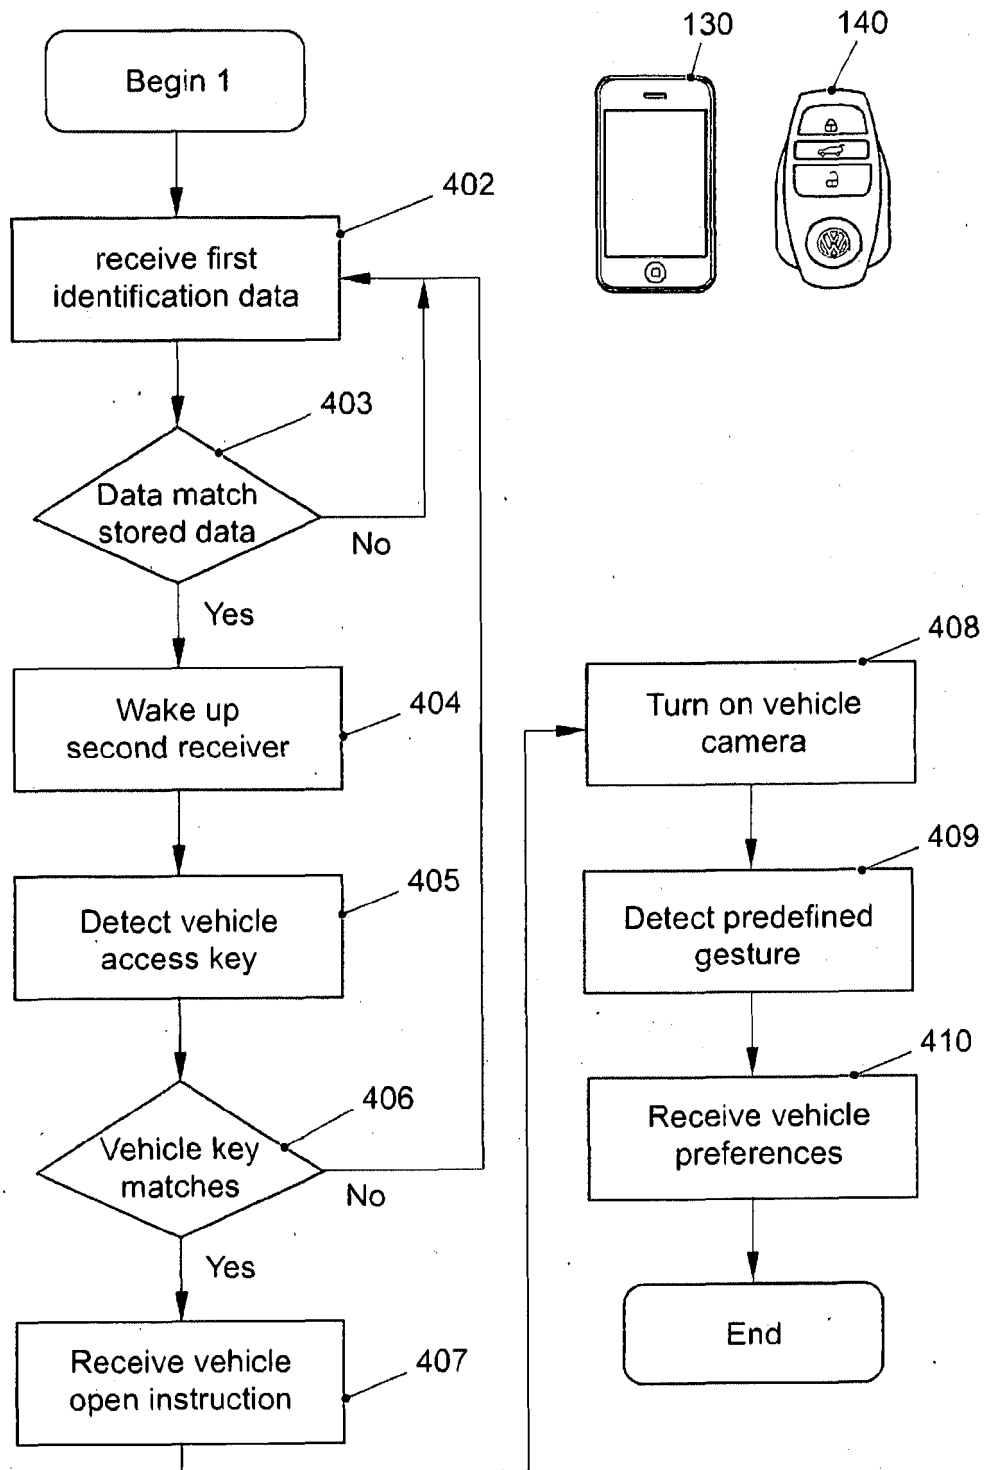 130
140
Begin 1
402
receive first
identification data
403
Data match
stored data
No
Yes
Wake up
second receiver
404
Detect vehicle
access key
405
406
Vehicle key
matches
No
Yes
Receive vehicle
open instruction
407
408
Turn on vehicle
camera
409
Detect predefined
gesture
410
Receive vehicle
preferences
End